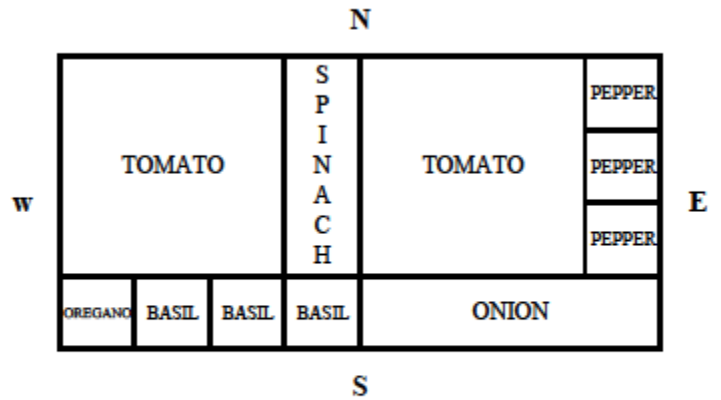 N
S
P
I
N
A
C
H
PEPPER
TOMATO
TOMATO
PEPPER
W
E
PEPPER
OREGANO
BASIL
BASIL
BASIL
ONION
S